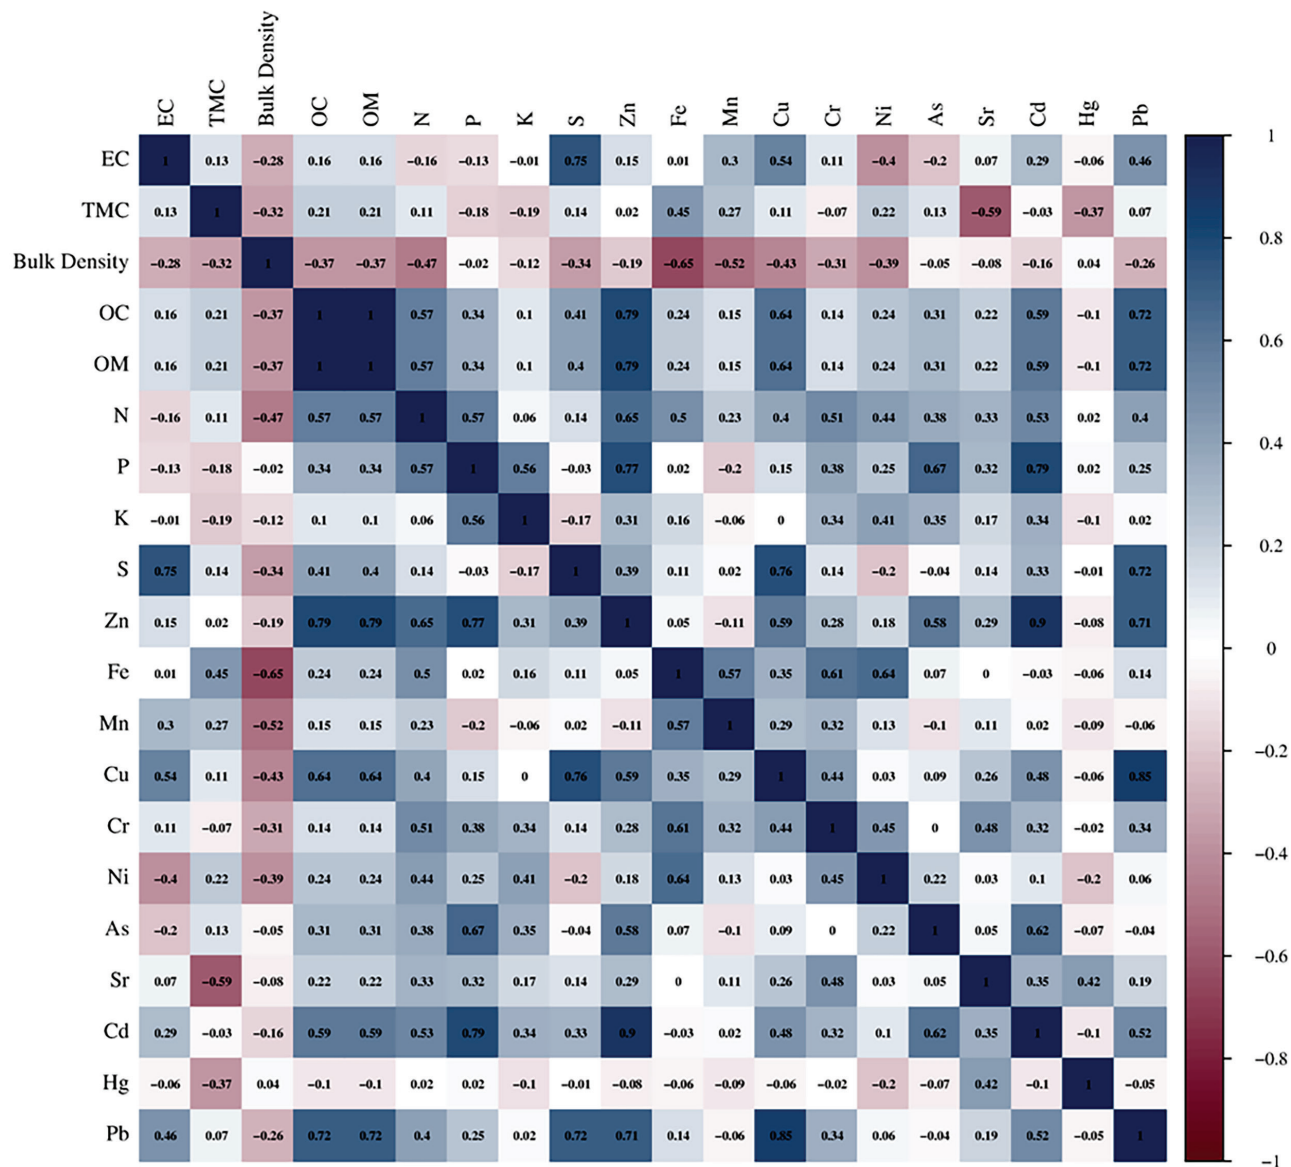 EC TMC Bulk Density OC OM N P K S Zn Fe Mn Cu Cr Ni As Sr Cd Hg Pb
EC 1 0.13 −0.28 0.16 0.16 −0.16 −0.13 −0.01 0.75 0.15 0.01 0.3 0.54 0.11 −0.4 −0.2 0.07 0.29 −0.06 0.46
TMC 0.13 1 −0.32 0.21 0.21 0.11 −0.18 −0.19 0.14 0.02 0.45 0.27 0.11 −0.07 0.22 0.13 −0.59 −0.03 −0.37 0.07
Bulk Density −0.28 −0.32 1 −0.37 −0.37 −0.47 −0.02 −0.12 −0.34 −0.19 −0.65 −0.52 −0.43 −0.31 −0.39 −0.05 −0.08 −0.16 0.04 −0.26
OC 0.16 0.21 −0.37 1 1 0.57 0.34 0.1 0.41 0.79 0.24 0.15 0.64 0.14 0.24 0.31 0.22 0.59 −0.1 0.72
OM 0.16 0.21 −0.37 1 1 0.57 0.34 0.1 0.4 0.79 0.24 0.15 0.64 0.14 0.24 0.31 0.22 0.59 −0.1 0.72
N −0.16 0.11 −0.47 0.57 0.57 1 0.57 0.06 0.14 0.65 0.5 0.23 0.4 0.51 0.44 0.38 0.33 0.53 0.02 0.4
P −0.13 −0.18 −0.02 0.34 0.34 0.57 1 0.56 −0.03 0.77 0.02 −0.2 0.15 0.38 0.25 0.67 0.32 0.79 0.02 0.25
K −0.01 −0.19 −0.12 0.1 0.1 0.06 0.56 1 −0.17 0.31 0.16 −0.06 0 0.34 0.41 0.35 0.17 0.34 −0.1 0.02
S 0.75 0.14 −0.34 0.41 0.4 0.14 −0.03 −0.17 1 0.39 0.11 0.02 0.76 0.14 −0.2 −0.04 0.14 0.33 −0.01 0.72
Zn 0.15 0.02 −0.19 0.79 0.79 0.65 0.77 0.31 0.39 1 0.05 −0.11 0.59 0.28 0.18 0.58 0.29 0.9 −0.08 0.71
Fe 0.01 0.45 −0.65 0.24 0.24 0.5 0.02 0.16 0.11 0.05 1 0.57 0.35 0.61 0.64 0.07 0 −0.03 −0.06 0.14
Mn 0.3 0.27 −0.52 0.15 0.15 0.23 −0.2 −0.06 0.02 −0.11 0.57 1 0.29 0.32 0.13 −0.1 0.11 0.02 −0.09 −0.06
Cu 0.54 0.11 −0.43 0.64 0.64 0.4 0.15 0 0.76 0.59 0.35 0.29 1 0.44 0.03 0.09 0.26 0.48 −0.06 0.85
Cr 0.11 −0.07 −0.31 0.14 0.14 0.51 0.38 0.34 0.14 0.28 0.61 0.32 0.44 1 0.45 0 0.48 0.32 −0.02 0.34
Ni −0.4 0.22 −0.39 0.24 0.24 0.44 0.25 0.41 −0.2 0.18 0.64 0.13 0.03 0.45 1 0.22 0.03 0.1 −0.2 0.06
As −0.2 0.13 −0.05 0.31 0.31 0.38 0.67 0.35 −0.04 0.58 0.07 −0.1 0.09 0 0.22 1 0.05 0.62 −0.07 −0.04
Sr 0.07 −0.59 −0.08 0.22 0.22 0.33 0.32 0.17 0.14 0.29 0 0.11 0.26 0.48 0.03 0.05 1 0.35 0.42 0.19
Cd 0.29 −0.03 −0.16 0.59 0.59 0.53 0.79 0.34 0.33 0.9 −0.03 0.02 0.48 0.32 0.1 0.62 0.35 1 −0.1 0.52
Hg −0.06 −0.37 0.04 −0.1 −0.1 0.02 0.02 −0.1 −0.01 −0.08 −0.06 −0.09 −0.06 −0.02 −0.2 −0.07 0.42 −0.1 1 −0.05
Pb 0.46 0.07 −0.26 0.72 0.72 0.4 0.25 0.02 0.72 0.71 0.14 −0.06 0.85 0.34 0.06 −0.04 0.19 0.52 −0.05 1
1
0.8
0.6
0.4
0.2
0
−0.2
−0.4
−0.6
−0.8
−1